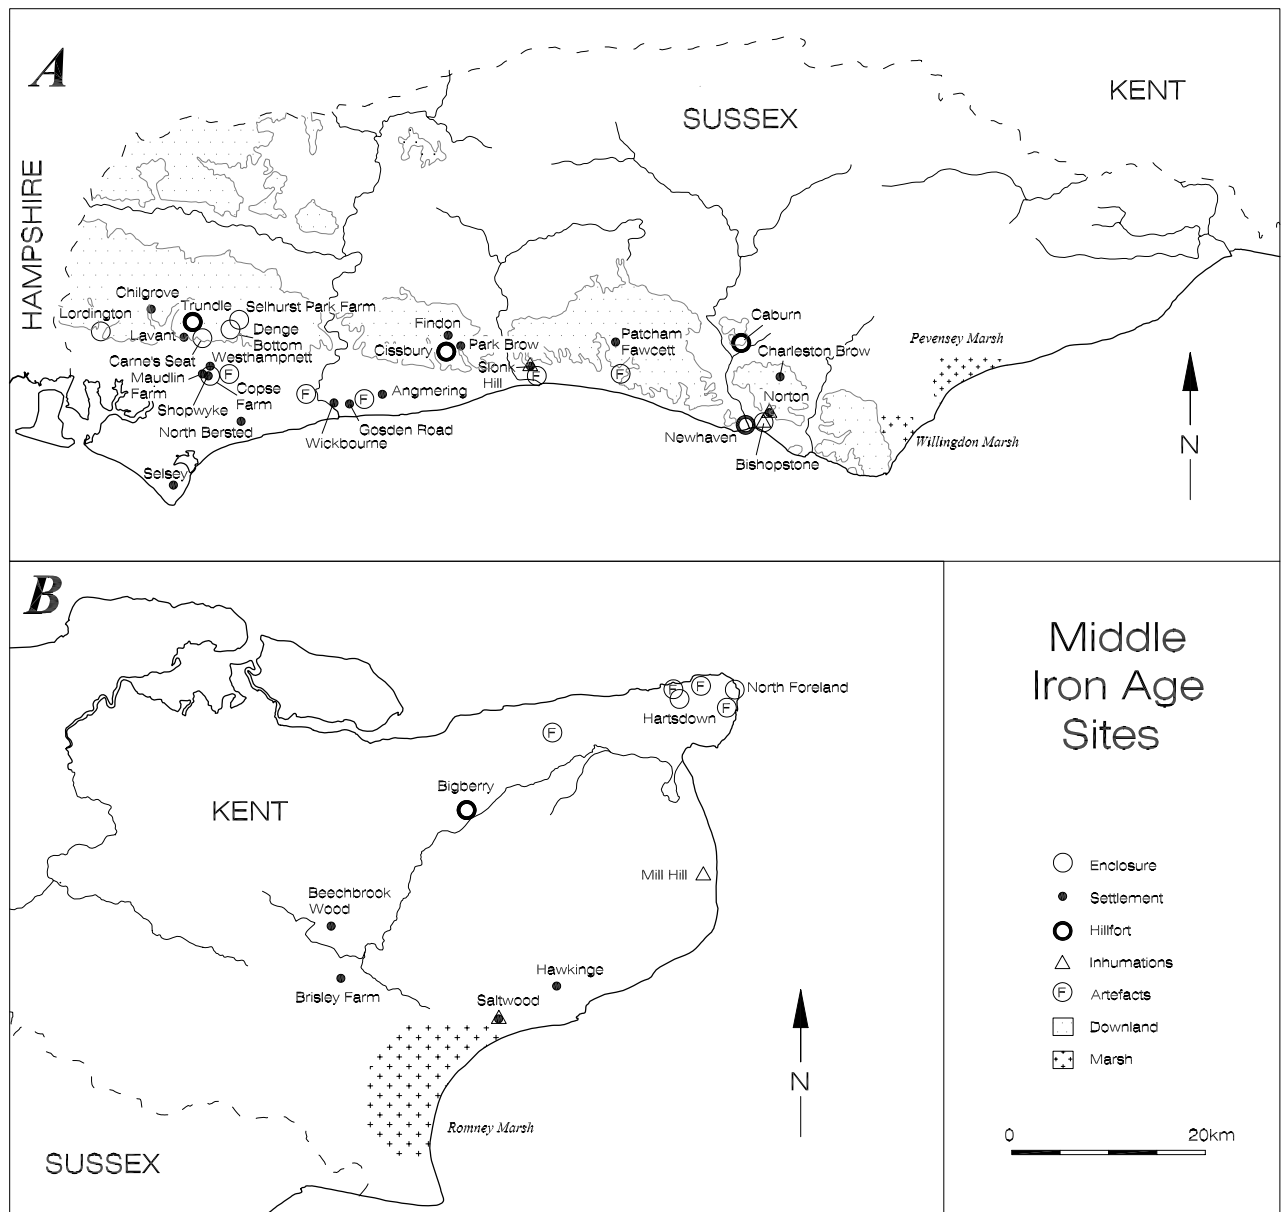 A
HAMPSHIRE
SUSSEX
KENT
Chilgrove
Lordington
Trundle
Selhurst Park Farm
Lavant
Denge
Bottom
Carne's Seat
Westhampnett
Maudlin
Farm
F
Copse
Farm
Shopwyke
North Bersted
Selsey
Findon
Park Brow
Cissbury
Slonk
Hill
F
F
F
Angmering
Gosden Road
Wickbourne
Patcham
Fawcett
F
Caburn
Charleston Brow
Norton
Newhaven
Bishopstone
Pevensey Marsh
Willingdon Marsh
N
B
F
F
North Foreland
Hartsdown
F
F
Bigberry
KENT
Mill Hill
Beechbrook
Wood
Brisley Farm
Hawkinge
Saltwood
Romney Marsh
SUSSEX
N
Middle
Iron Age
Sites
Enclosure
Settlement
Hillfort
Inhumations
F
Artefacts
Downland
Marsh
0
20km